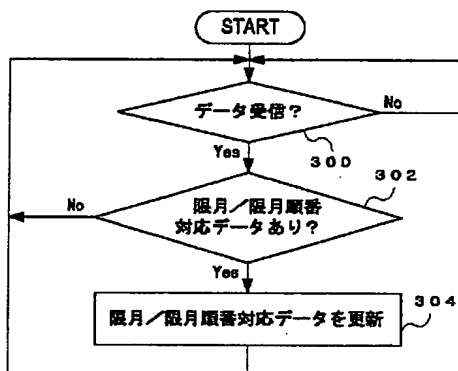 START
データ受信?
No
300
Yes
302
No
限月/限月順番
対応データあり?
Yes
304
限月/限月順番対応データを更新